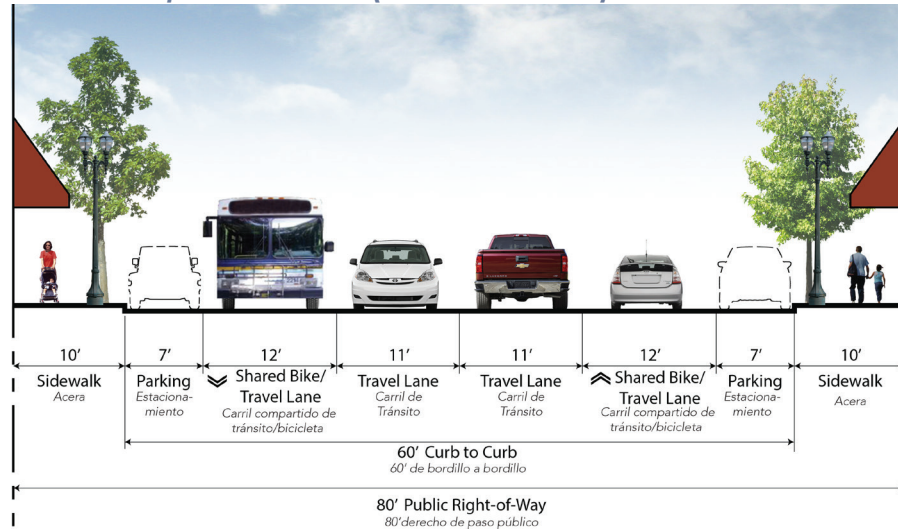 10’ 7’ 12’ 11’ 11’ 12’ 7’ 10’
Sidewalk
Acera
Parking
Estaciona-
miento
Shared Bike/
Travel Lane
Carril compartido de
tránsito/bicicleta
Travel Lane
Carril de
Tránsito
Travel Lane
Carril de
Tránsito
Shared Bike/
Travel Lane
Carril compartido de
tránsito/bicicleta
Parking
Estaciona-
miento
Sidewalk
Acera
60’ Curb to Curb
60’ de bordillo a bordillo
80’ Public Right-of-Way
80’derecho de paso público